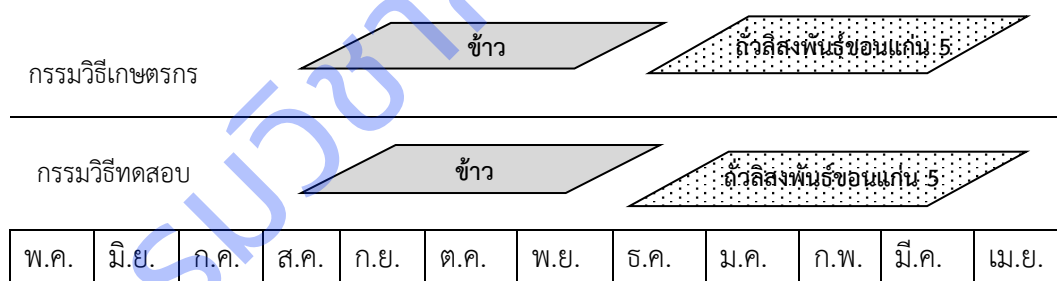 ข้าว
ถั่วลิสงพันธุ์ขอนแก่น 5
กรรมวิธีเกษตรกร
ข้าว
ถั่วลิสงพันธุ์ขอนแก่น 5
กรรมวิธีทดสอบ
พ.ค. มิ.ย. ก.ค. ส.ค. ก.ย. ต.ค. พ.ย. ธ.ค. ม.ค. ก.พ. มี.ค. เม.ย.